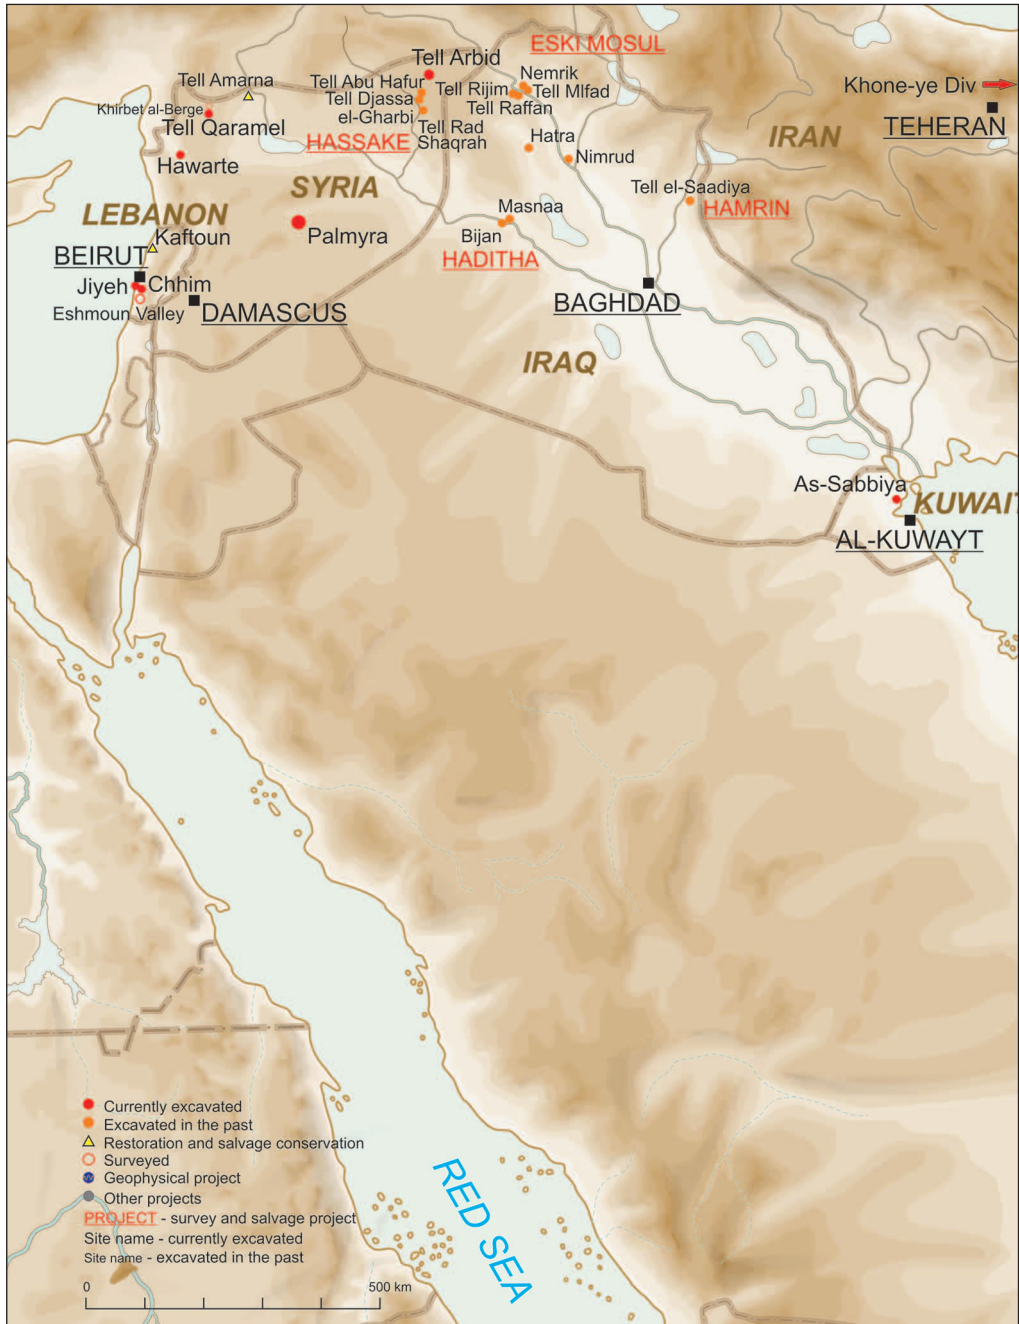 ESKI MOSUL
Tell Arbid
Nemrik
Tell Amarna
Tell Abu Hafur
Tell Rijim
Tell Mlfad
Khone-ye Div
Khirbet al-Berge
Tell Djassa
el-Gharbi
Tell Raffan
TEHERAN
Tell Qaramel
Tell Rad
Shaqrah
HASSAKE
Hatra
IRAN
Hawarte
Nimrud
SYRIA
Tell el-Saadiya
HAMRIN
LEBANON
Masnaa
Kaftoun
Palmyra
Bijan
BEIRUT
HADITHA
Jiyeh
Chhim
Eshmoun Valley
DAMASCUS
BAGHDAD
IRAQ
As-Sabbiya
KUWAIT
AL-KUWAYT
Currently excavated
Excavated in the past
Restoration and salvage conservation
Surveyed
Geophysical project
Other projects
PROJECT - survey and salvage project
Site name - currently excavated
Site name - excavated in the past
0 500 km
RED SEA